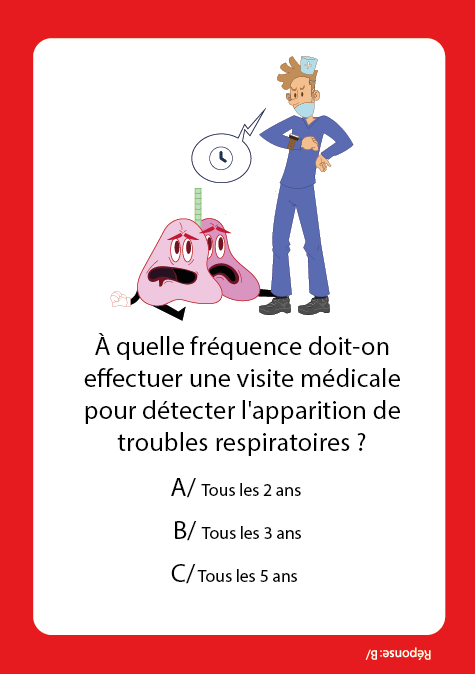 À quelle fréquence doit-on
effectuer une visite médicale
pour détecter l'apparition de
troubles respiratoires ?
A/ Tous les 2 ans
B/ Tous les 3 ans
C/ Tous les 5 ans
Réponse: B/